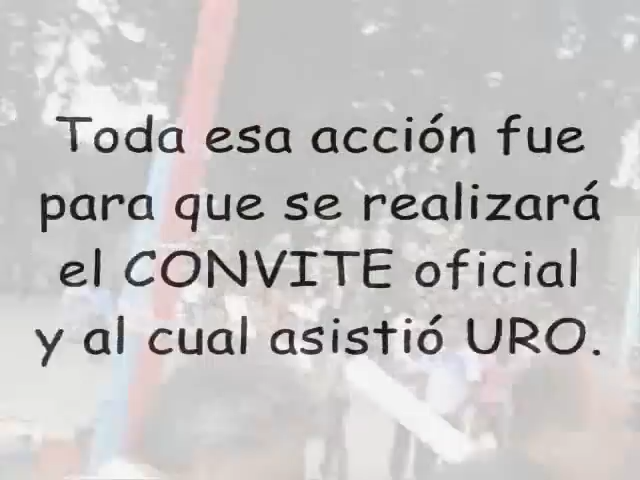 Toda esa acción fue
para que se realizará
el CONVITE oficial
y al cual asistió URO.